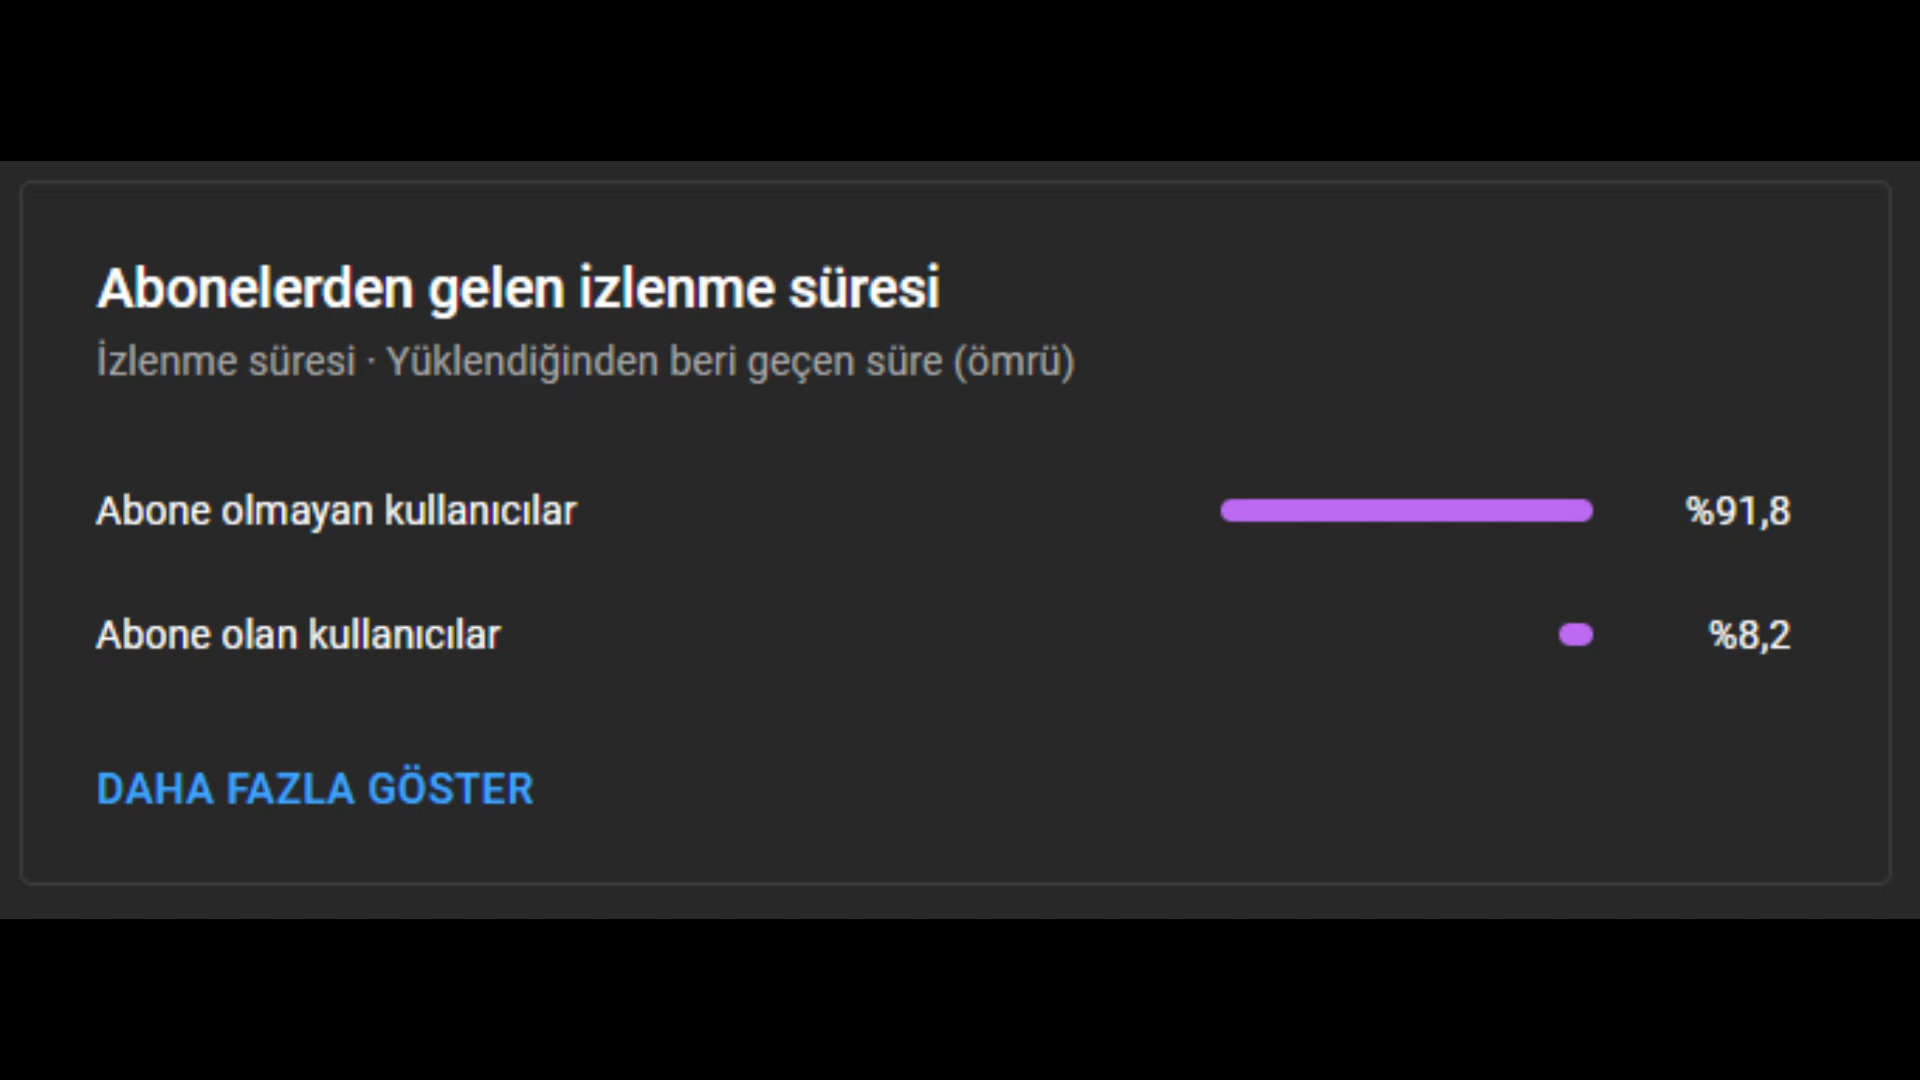 Abonelerden gelen izlenme süresi
İzlenme süresi · Yüklendiğinden beri geçen süre (ömrü)
Abone olmayan kullanıcılar %91,8
Abone olan kullanıcılar %8,2
DAHA FAZLA GÖSTER